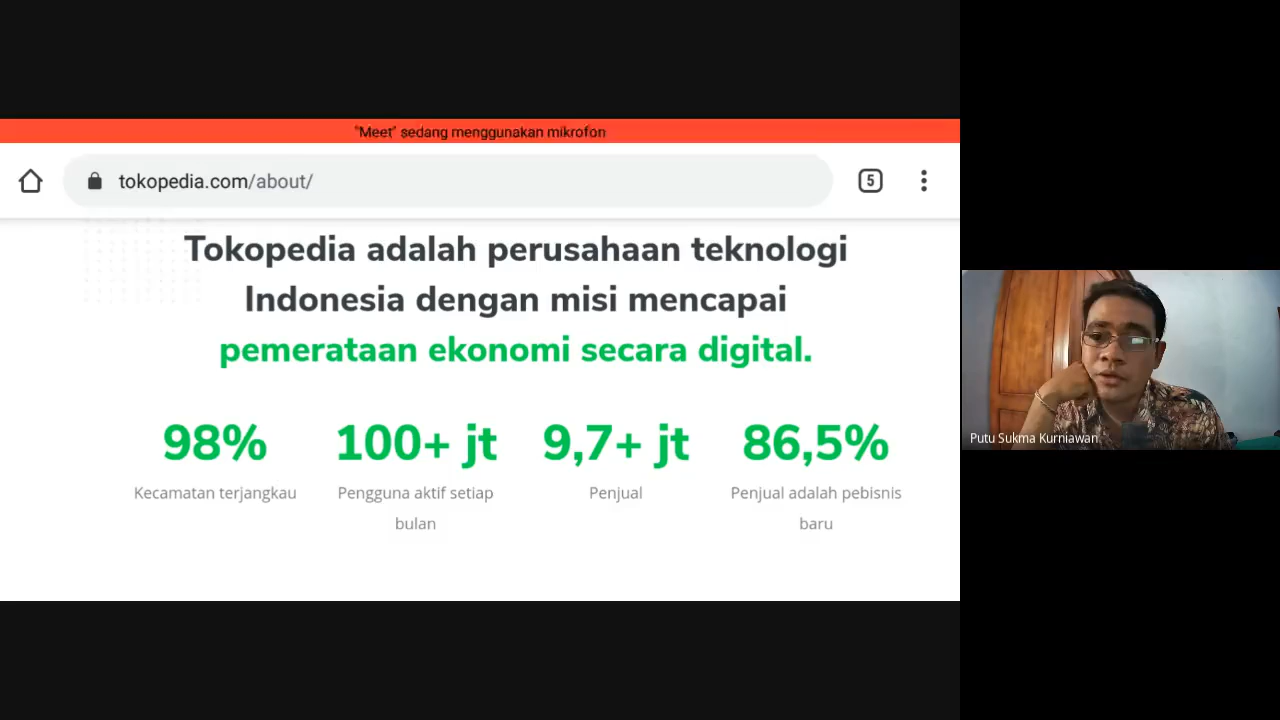 "Meet" sedang menggunakan mikrofon
tokopedia.com/about/
5
Tokopedia adalah perusahaan teknologi
Indonesia dengan misi mencapai
pemerataan ekonomi secara digital.
98%
Kecamatan terjangkau
100+ jt
Pengguna aktif setiap
bulan
9,7+ jt
Penjual
86,5%
Penjual adalah pebisnis
baru
Putu Sukma Kurniawan